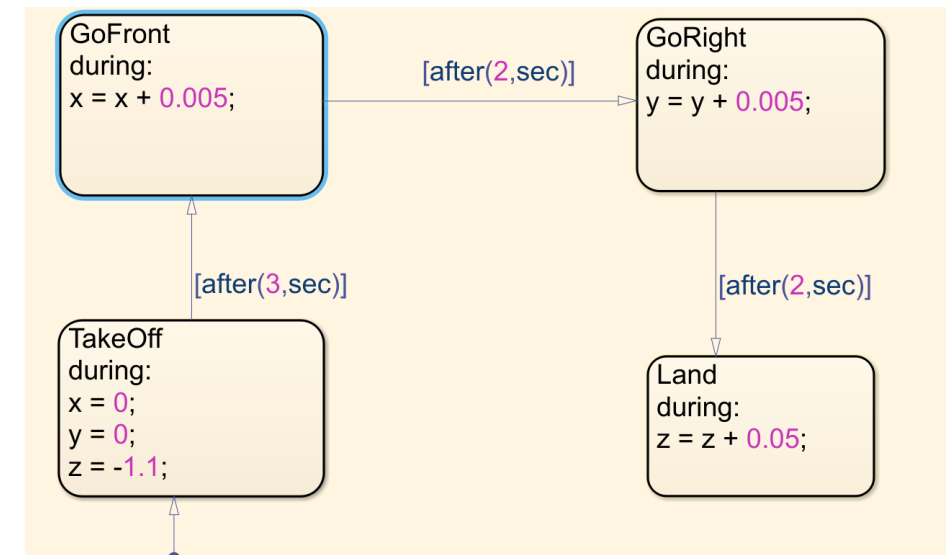 GoFront
during:
x = x + 0.005;
[after(2,sec)]
GoRight
during:
y = y + 0.005;
[after(3,sec)]
[after(2,sec)]
TakeOff
during:
x = 0;
y = 0;
z = -1.1;
Land
during:
z = z + 0.05;